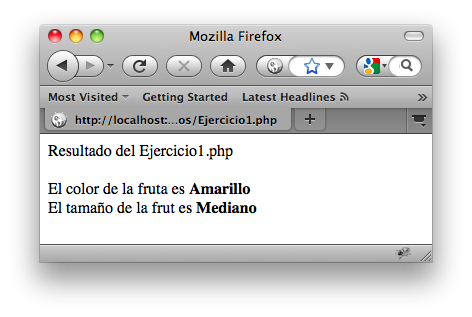 Mozilla Firefox
Most Visited Getting Started Latest Headlines »
http://localhost:...os/Ejercicio1.php
Resultado del Ejercicio1.php
El color de la fruta es Amarillo
El tamaño de la frut es Mediano